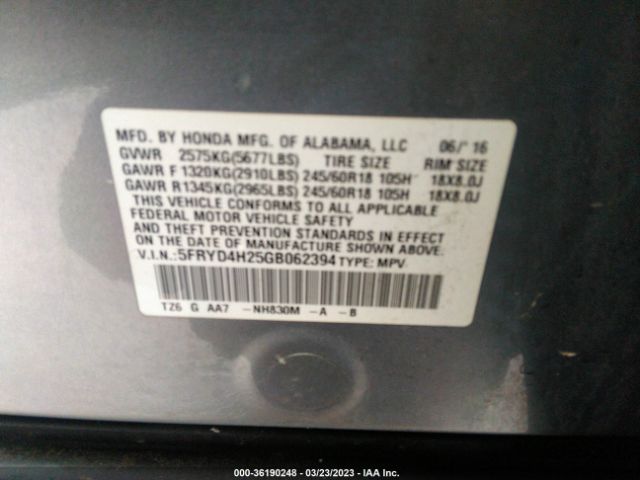 MFD. BY HONDA MFG. OF ALABAMA, LLC 06/'16
GVWR 2575KG(5677LBS) TIRE SIZE RIM SIZE
GAWR F 1320KG(2910LBS) 245/60R18 105H 18X8.0J
GAWR R1345KG(2965LBS) 245/60R18 105H 18X8.0J
THIS VEHICLE CONFORMS TO ALL APPLICABLE
FEDERAL MOTOR VEHICLE SAFETY
AND THEFT PREVENTION STANDARDS IN EFFECT
ON THE DATE OF MANUFACTURE SHOWN ABOVE.
V.I.N.:5FRYD4H25GB062394 TYPE: MPV
TZ6 G AA7 -NH830M -A -B
000-36190248 - 03/23/2023 - IAA Inc.